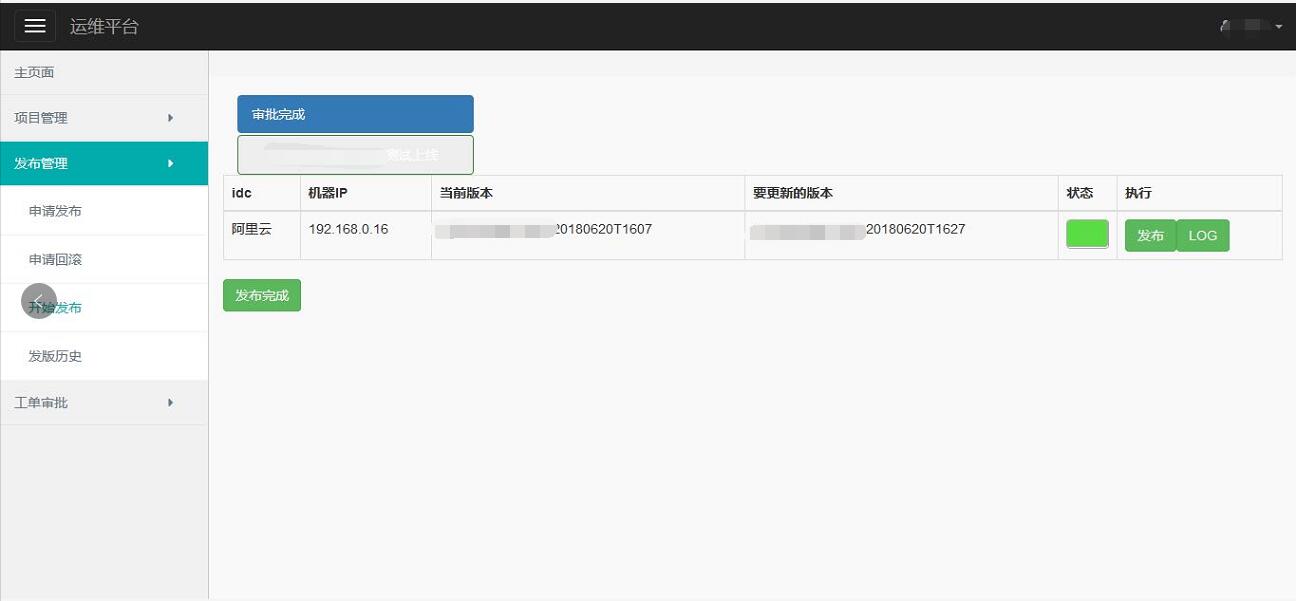 运维平台
主页面
项目管理
发布管理
申请发布
申请回滚
开始发布
发版历史
工单审批
审批完成
测试上线
idc 机器IP 当前版本 要更新的版本 状态 执行
阿里云 192.168.0.16 20180620T1607 20180620T1627 发布 LOG
发布完成